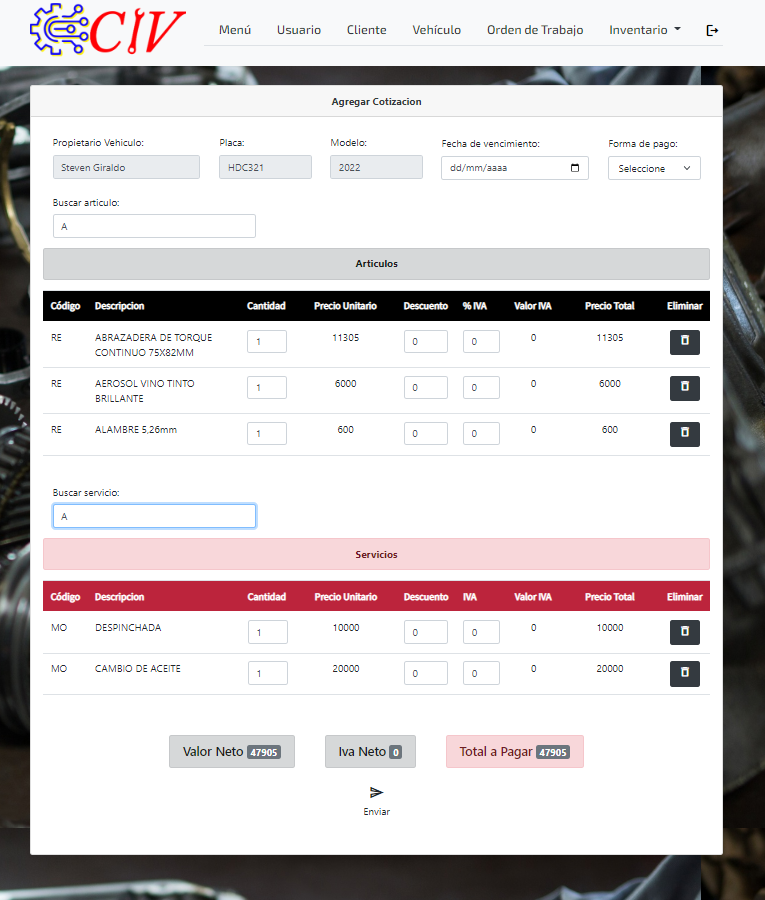 CIV
Menú Usuario Cliente Vehículo Orden de Trabajo Inventario
Agregar Cotizacion
Propietario Vehiculo: Placa: Modelo: Fecha de vencimiento: Forma de pago:
Steven Giraldo HDC321 2022 dd/mm/aaaa Seleccione
Buscar articulo:
A
Articulos
Código Descripcion Cantidad Precio Unitario Descuento % IVA Valor IVA Precio Total Eliminar
RE ABRAZADERA DE TORQUE 1 11305 0 0 0 11305
CONTINUO 75X82MM
RE AEROSOL VINO TINTO 1 6000 0 0 0 6000
BRILLANTE
RE ALAMBRE 5,26mm 1 600 0 0 0 600
Buscar servicio:
A
Servicios
Código Descripcion Cantidad Precio Unitario Descuento IVA Valor IVA Precio Total Eliminar
MO DESPINCHADA 1 10000 0 0 0 10000
MO CAMBIO DE ACEITE 1 20000 0 0 0 20000
Valor Neto 47905 Iva Neto 0 Total a Pagar 47905
Enviar